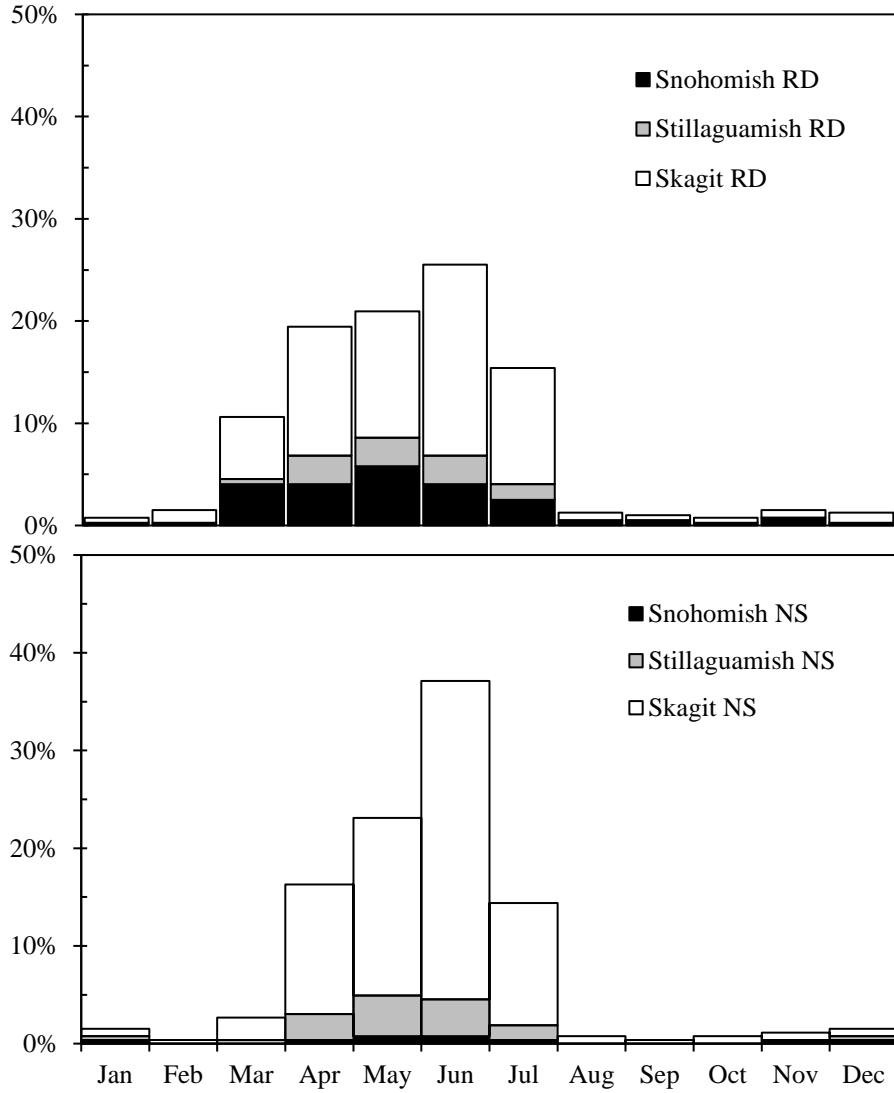 50%
40%
30%
20%
10%
0%
Snohomish RD
Stillaguamish RD
Skagit RD
50%
40%
30%
20%
10%
0%
Snohomish NS
Stillaguamish NS
Skagit NS
Jan Feb Mar Apr May Jun Jul Aug Sep Oct Nov Dec